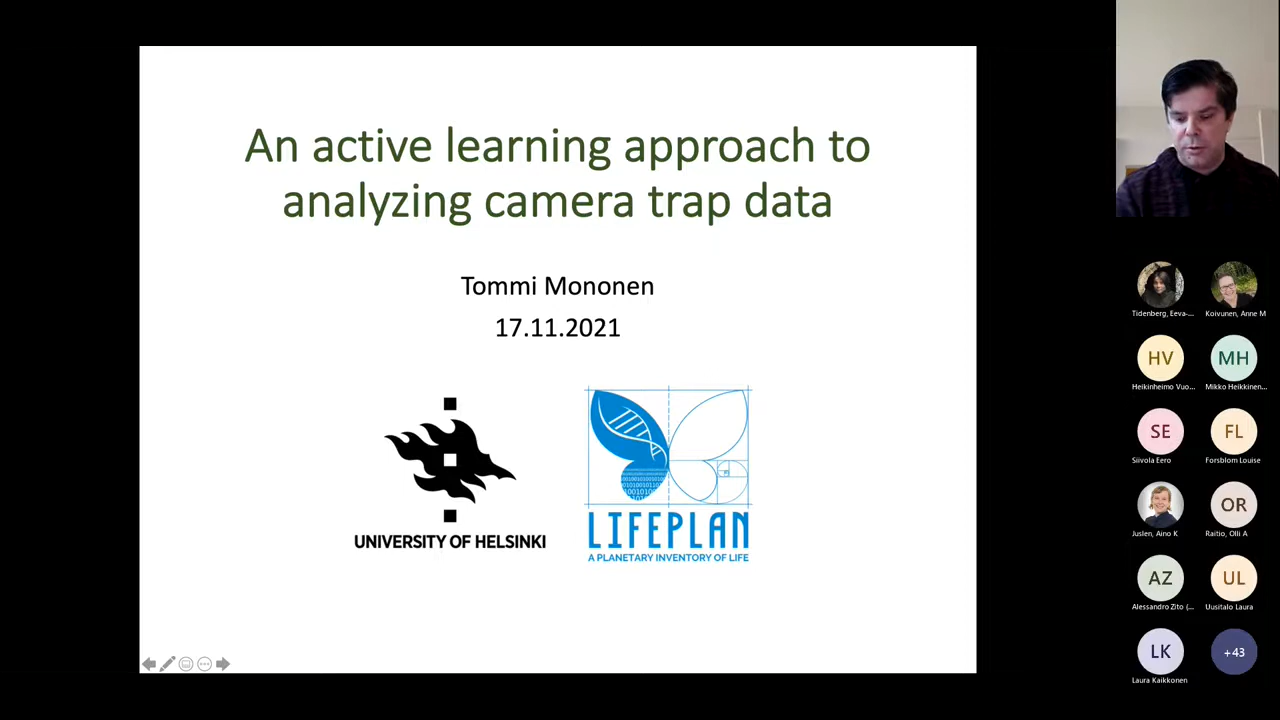 An active learning approach to
analyzing camera trap data
Tommi Mononen
17.11.2021
UNIVERSITY OF HELSINKI
LIFEPLAN
A PLANETARY INVENTORY OF LIFE
Tidenberg, Eeva-...
Koivunen, Anne M
HV
MH
Heikinheimo Vuo...
Mikko Heikkinen...
SE
FL
Siivola Eero
Forsblom Louise
OR
Juslen, Aino K
Raitio, Olli A
AZ
UL
Alessandro Zito (...
Uusitalo Laura
LK
+43
Laura Kaikkonen